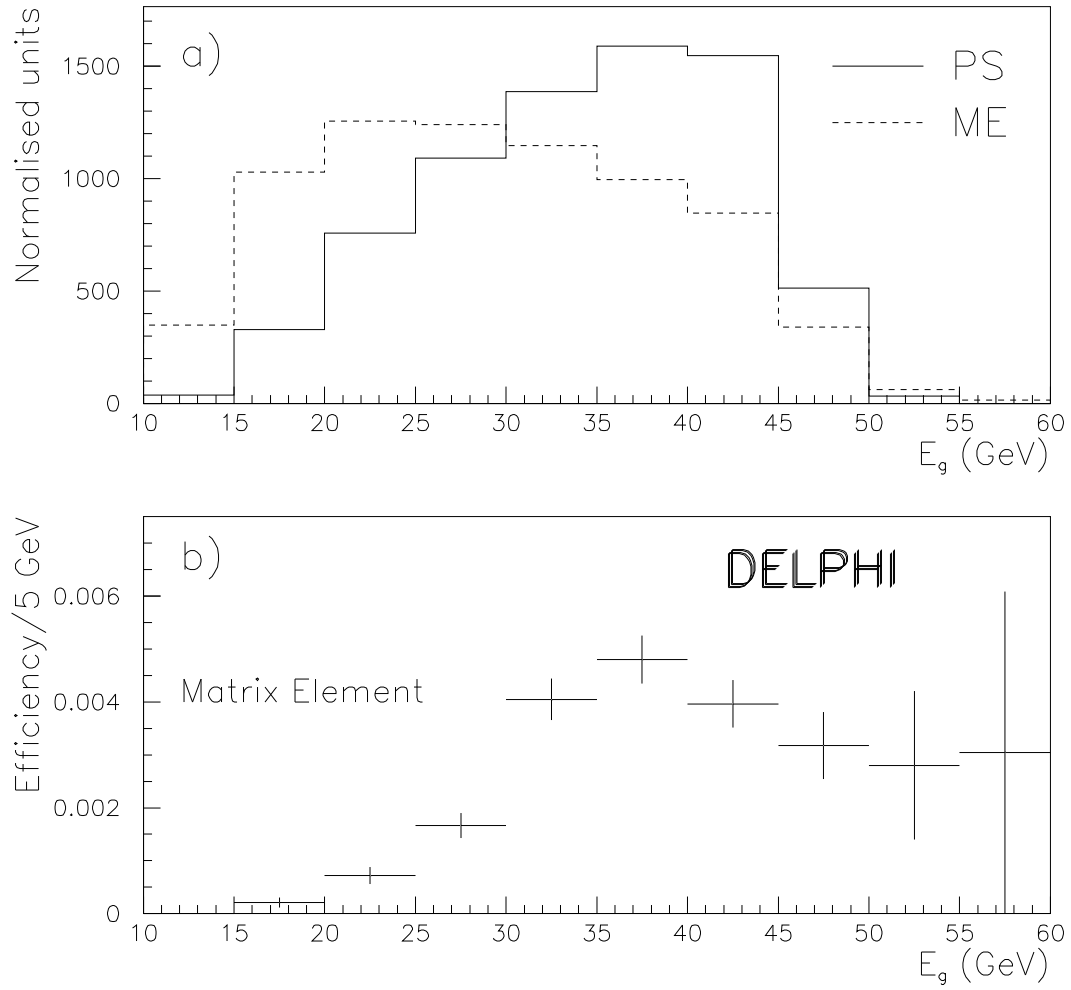 Normalised units
a)
PS
ME
1500
1000
500
0
10 15 20 25 30 35 40 45 50 55 60
E_g (GeV)
Efficiency/5 GeV
b)
DELPHI
Matrix Element
0.006
0.004
0.002
0
10 15 20 25 30 35 40 45 50 55 60
E_g (GeV)